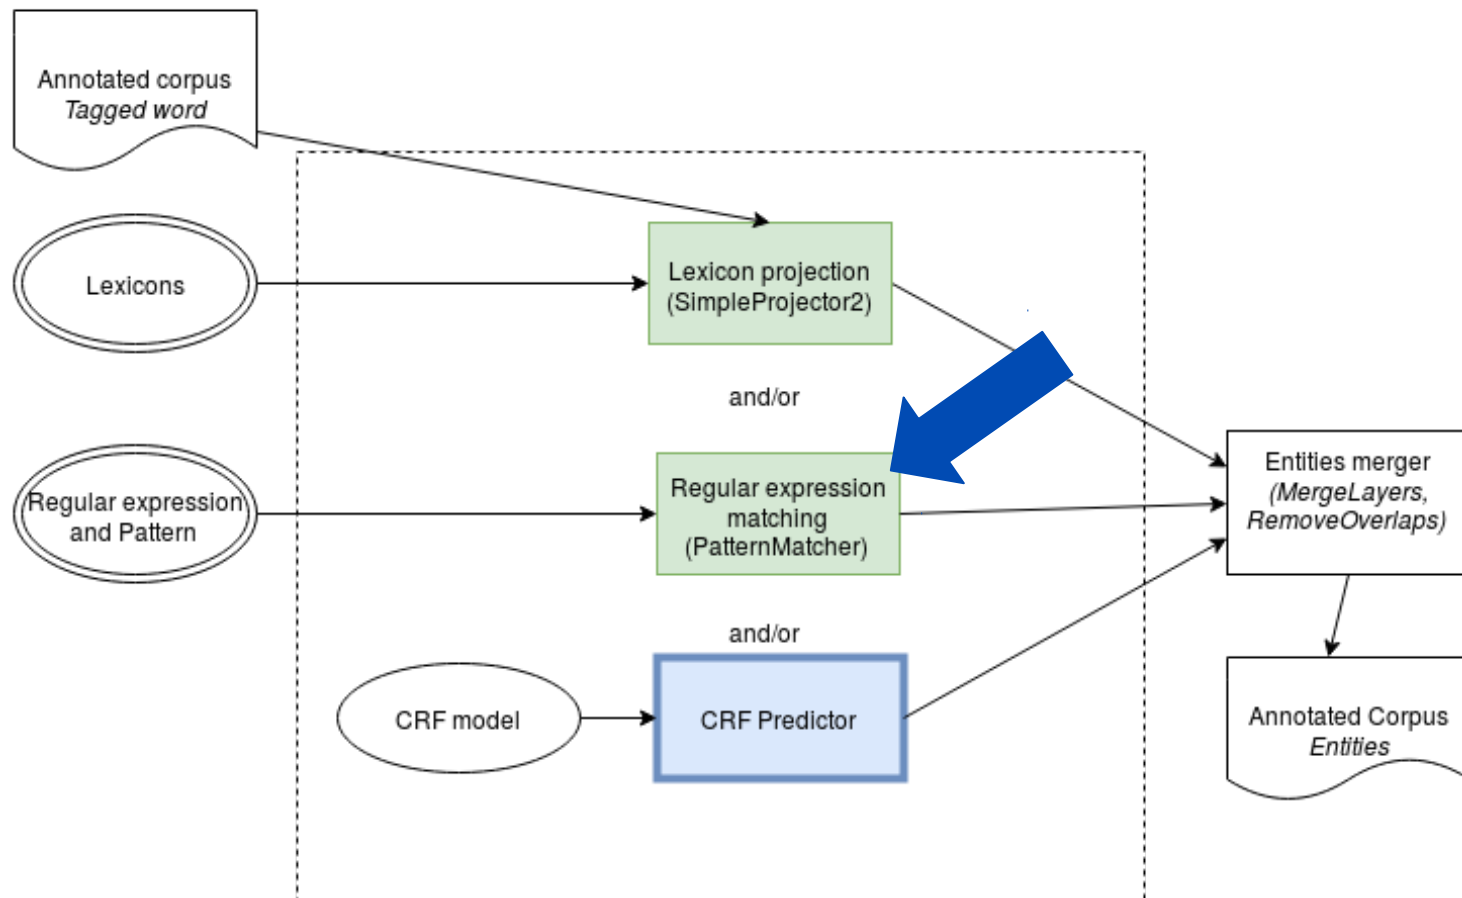 Annotated corpus
Tagged word
Lexicons
Lexicon projection
(SimpleProjector2)
and/or
Regular expression
and Pattern
Regular expression
matching
(PatternMatcher)
Entities merger
(MergeLayers,
RemoveOverlaps)
and/or
CRF model
CRF Predictor
Annotated Corpus
Entities